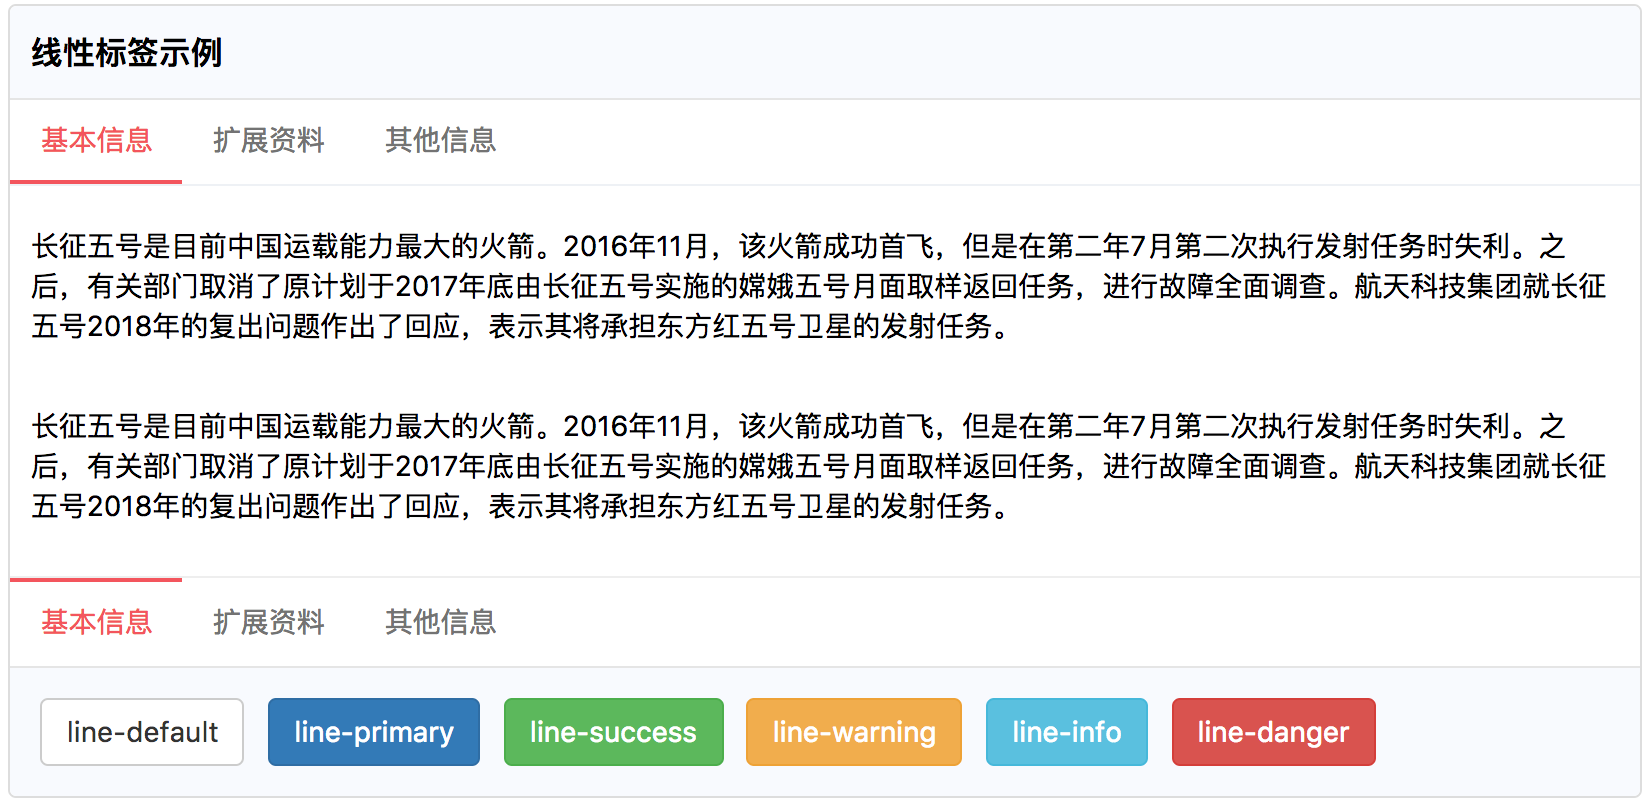 线性标签示例
基本信息 扩展资料 其他信息
长征五号是目前中国运载能力最大的火箭。2016年11月，该火箭成功首飞，但是在第二年7月第二次执行发射任务时失利。之
后，有关部门取消了原计划于2017年底由长征五号实施的嫦娥五号月面取样返回任务，进行故障全面调查。航天科技集团就长征
五号2018年的复出问题作出了回应，表示其将承担东方红五号卫星的发射任务。
长征五号是目前中国运载能力最大的火箭。2016年11月，该火箭成功首飞，但是在第二年7月第二次执行发射任务时失利。之
后，有关部门取消了原计划于2017年底由长征五号实施的嫦娥五号月面取样返回任务，进行故障全面调查。航天科技集团就长征
五号2018年的复出问题作出了回应，表示其将承担东方红五号卫星的发射任务。
基本信息 扩展资料 其他信息
line-default line-primary line-success line-warning line-info line-danger